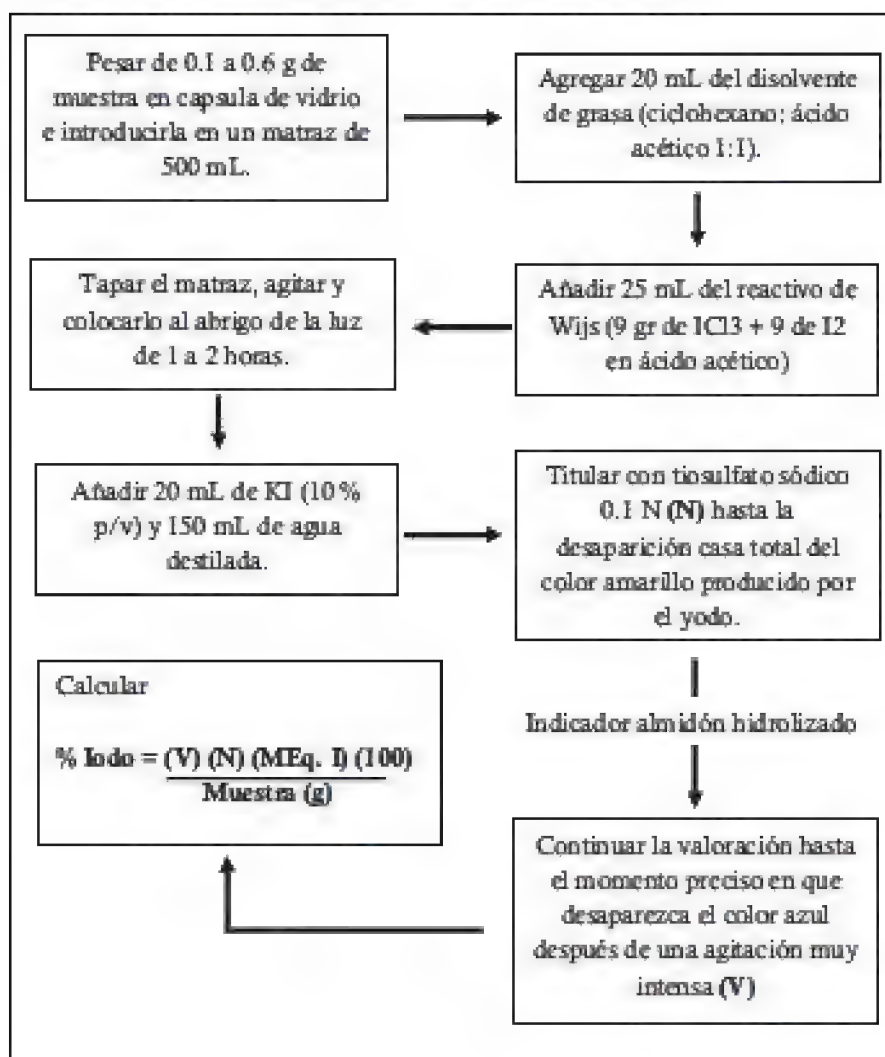 Pesar de 0.1 a 0.6 g de
muestra en capsula de vidrio
e introducirla en un matraz de
500 mL.
Agregar 20 mL del disolvente
de grasa (ciclohexano; ácido
acético 1:1).
Añadir 25 mL del reactivo de
Wijs (9 gr de ICl3 + 9 de I2
en ácido acético)
Tapar el matraz, agitar y
colocarlo al abrigo de la luz
de 1 a 2 horas.
Añadir 20 mL de KI (10 %
p/v) y 150 mL de agua
destilada.
Titular con tiosulfato sódico
0.1 N (N) hasta la
desaparición casa total del
color amarillo producido por
el yodo.
Indicador almidón hidrolizado
Continuar la valoración hasta
el momento preciso en que
desaparezca el color azul
después de una agitación muy
intensa (V)
Calcular
% Iodo = (V) (N) (MEq. I) (100)
Muestra (g)